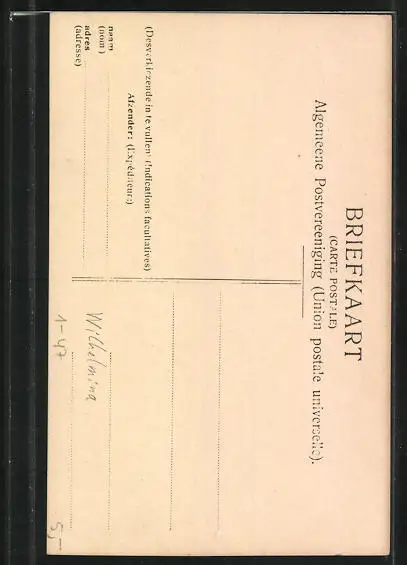 BRIEFKAART
(CARTE POSTALE)
Algemeene Postvereeniging (Union postale universelle).
(Desverkiezende in te vullen: (Indications facultatives)
Afzender: (Expéditeur:)
naam
(nom)
adres
(adresse)
Wilhelmina
1-47
5,-